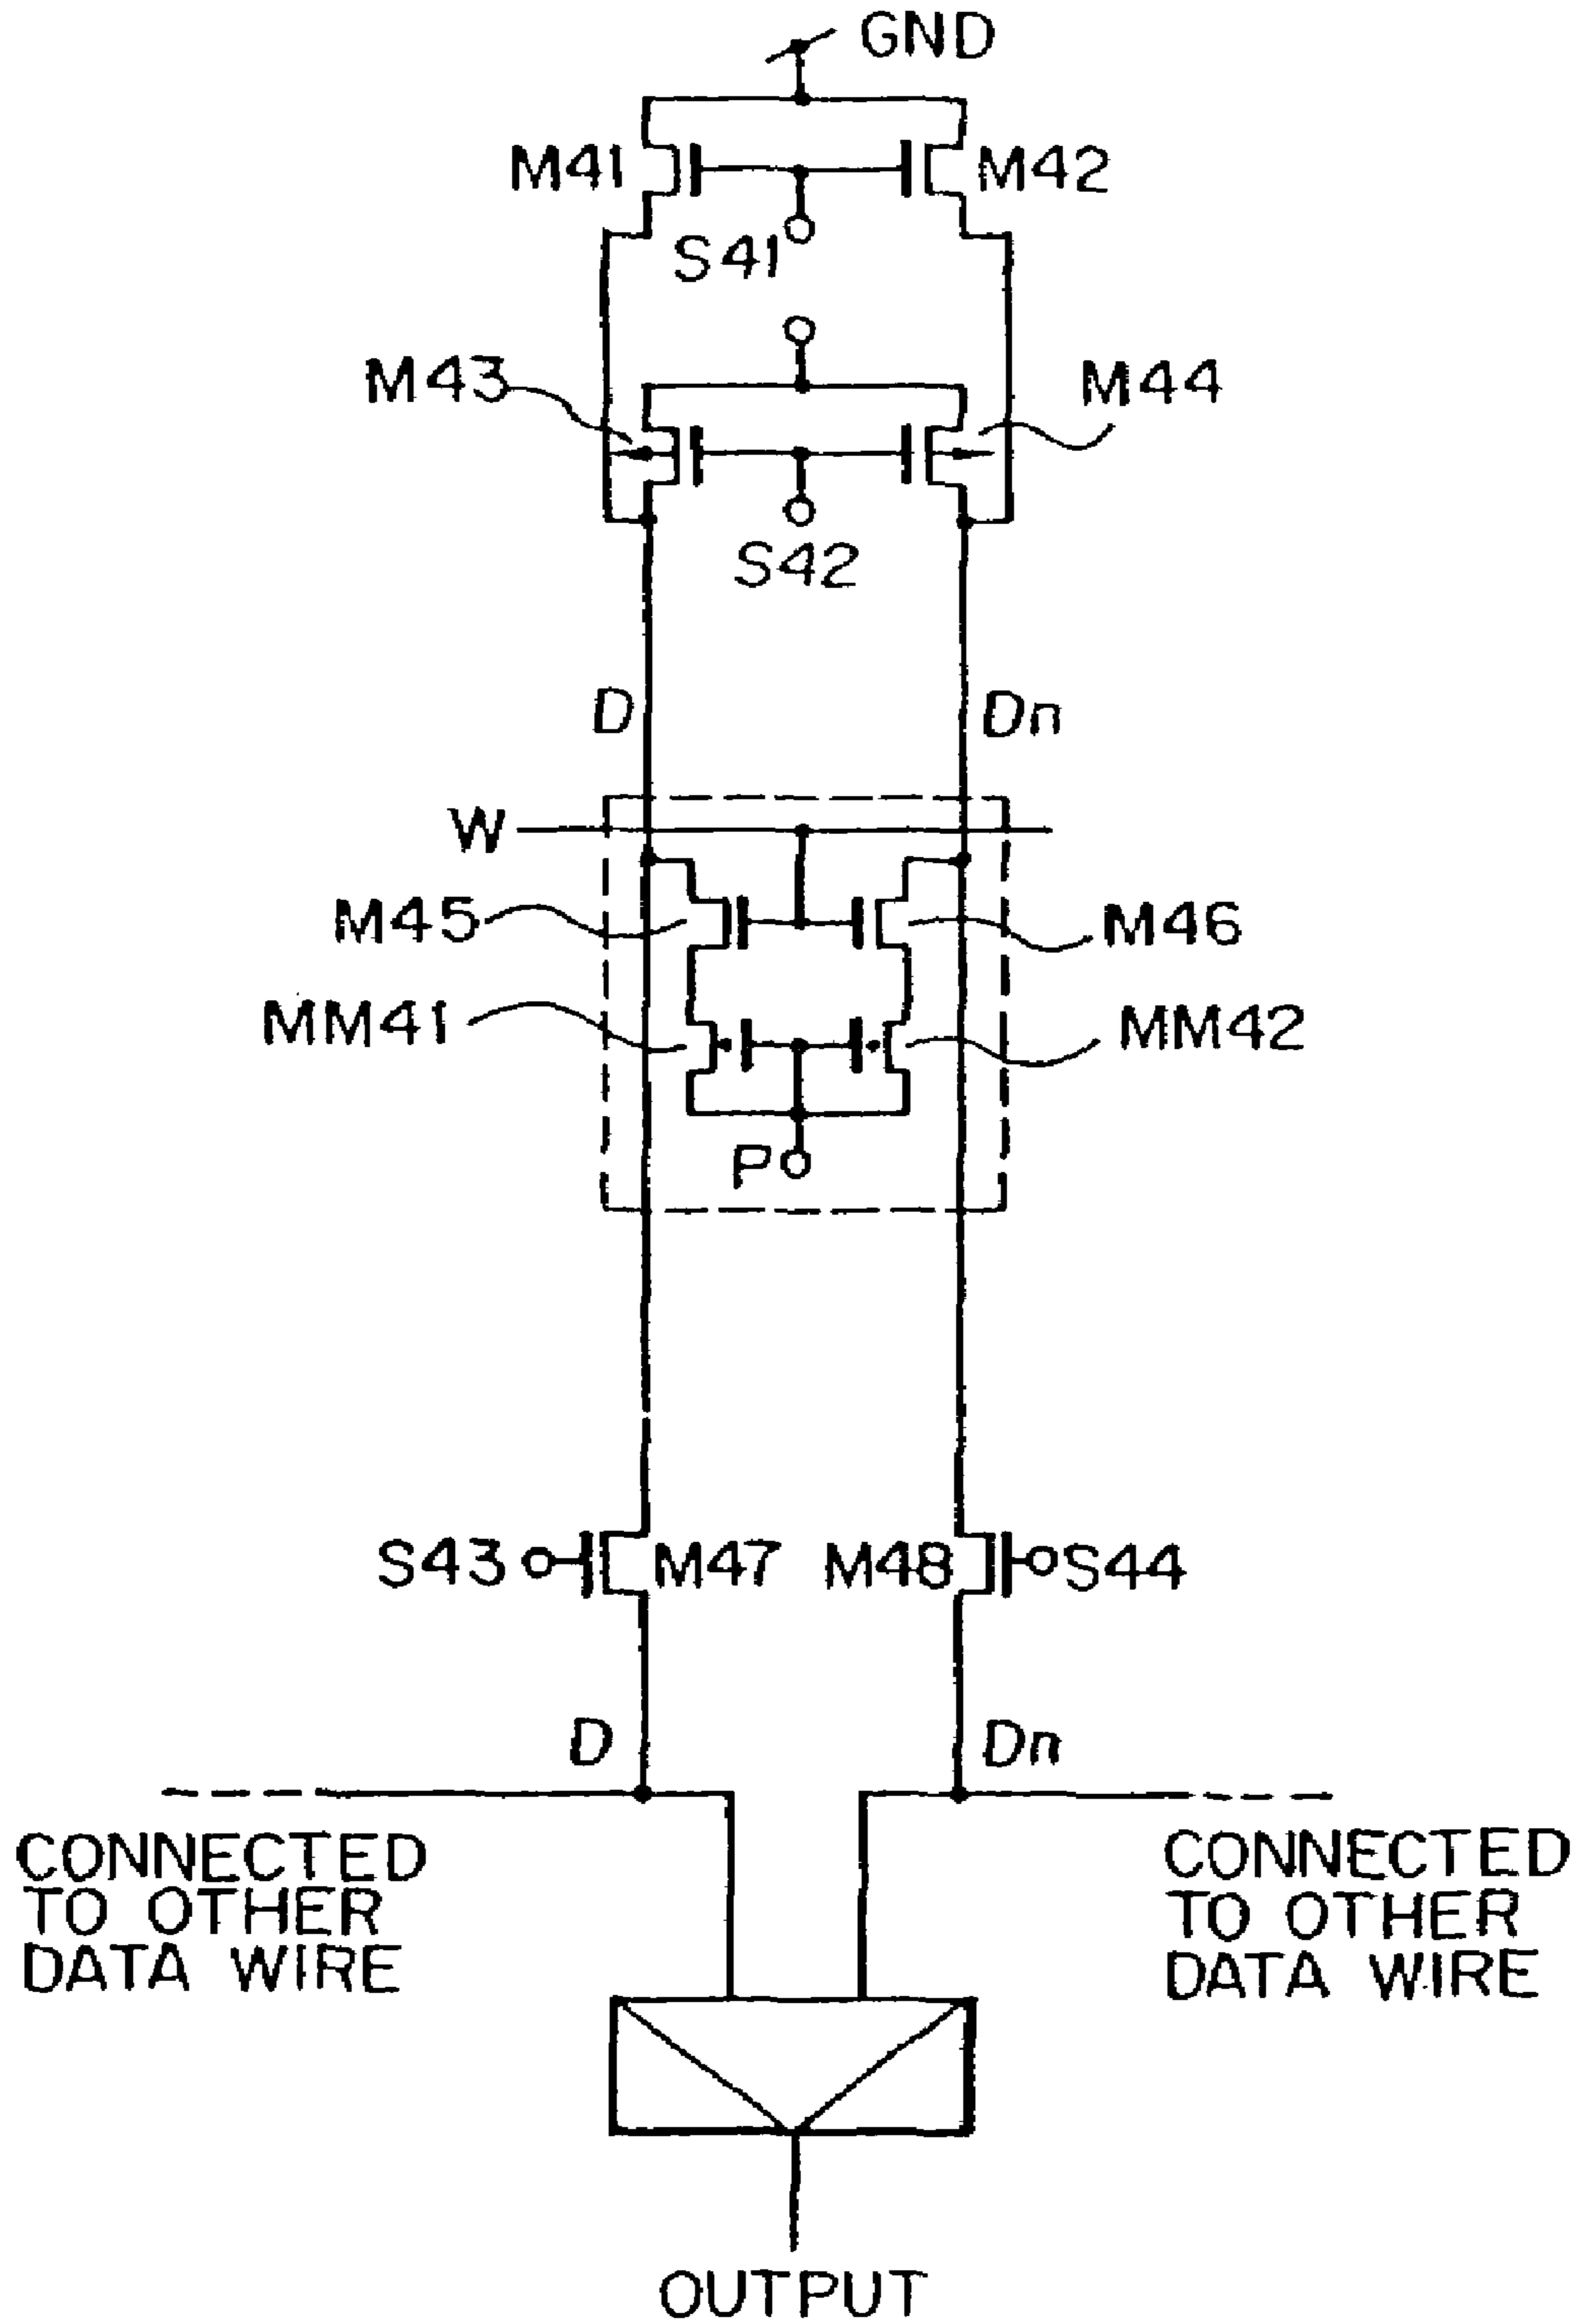 GND
M41
M42
S41
M43
M44
S42
D
Dn
W
M45
M46
MM41
MM42
P
S43
M47
M48
S44
D
Dn
CONNECTED
TO OTHER
DATA WIRE
CONNECTED
TO OTHER
DATA WIRE
OUTPUT